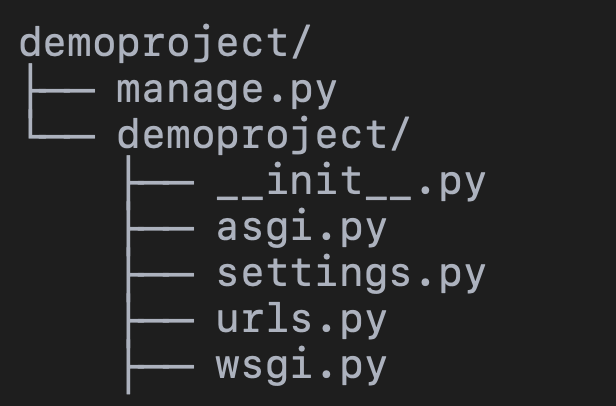 demoproject/
├── manage.py
└── demoproject/
    ├── __init__.py
    ├── asgi.py
    ├── settings.py
    ├── urls.py
    ├── wsgi.py